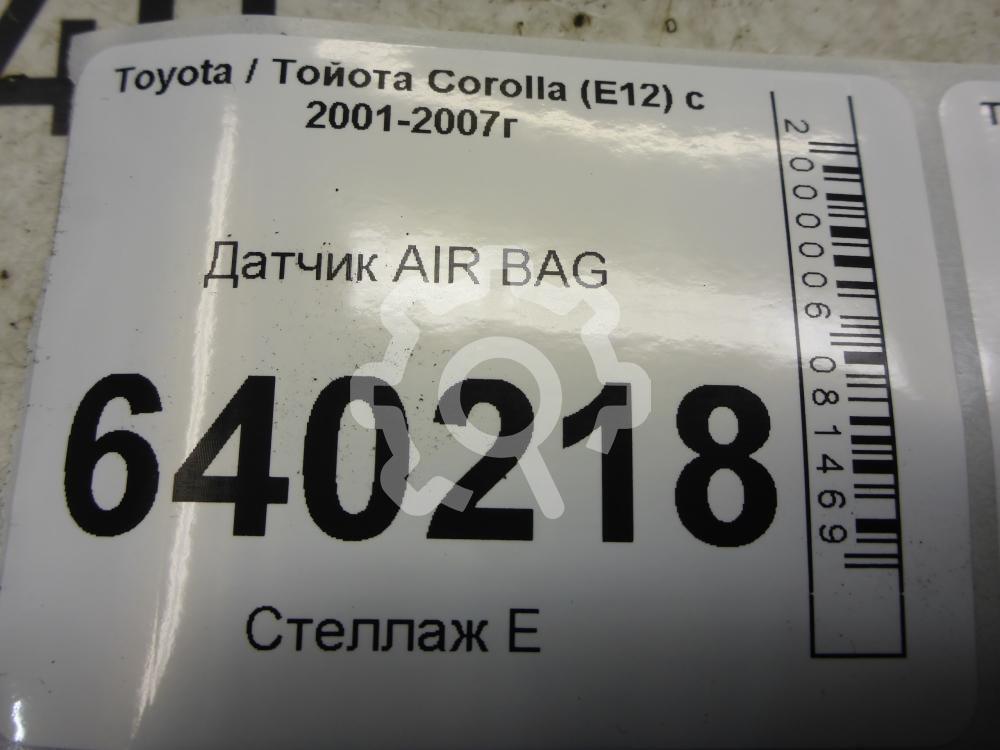 Toyota / Тойота Corolla (E12) с
2001-2007г
Датчик AIR BAG
640218
Стеллаж E
2000006081469